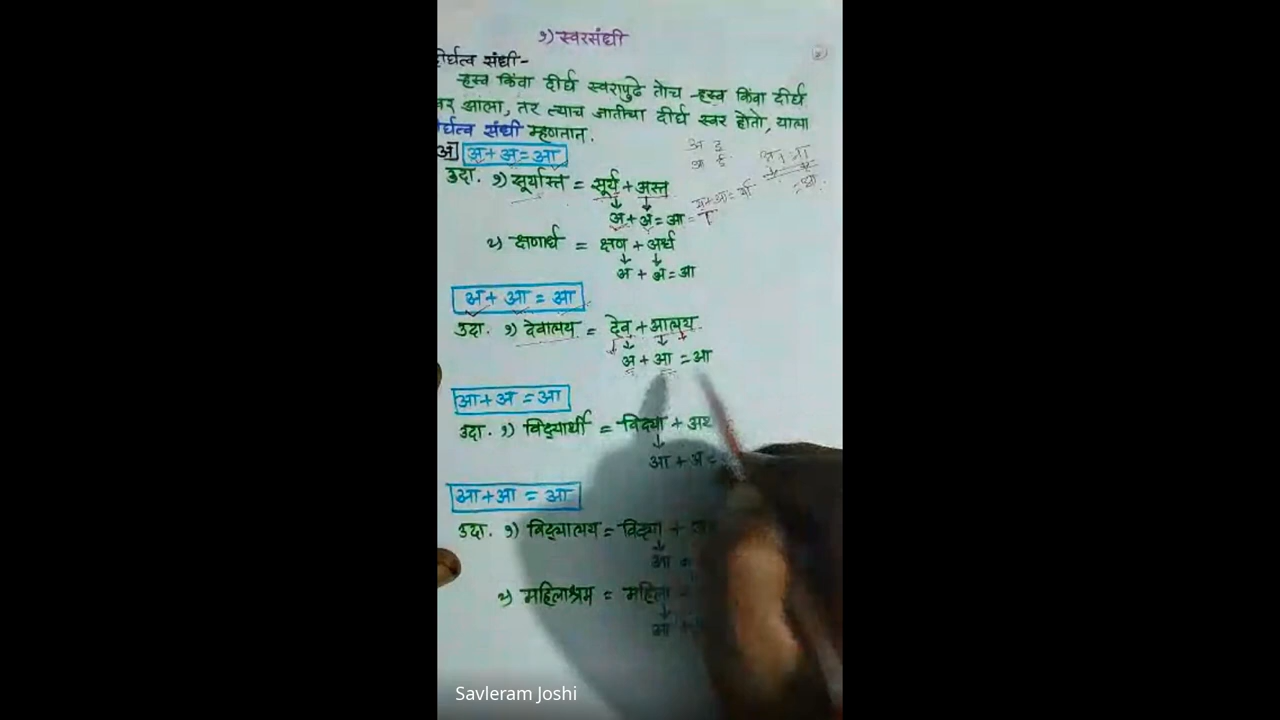 १) स्वरसंधी
दीर्घत्व संधी-
ऱ्हस्व किंवा दीर्घ स्वरापुढे तोच ऱ्हस्व किंवा दीर्घ
स्वर आला, तर त्याच जातीचा दीर्घ स्वर होतो, याला
दीर्घत्व संधी म्हणतात.
अ] अ+अ=आ
उदा. १) सूर्यास्त = सूर्य + अस्त
अ + अ = आ = ा
२) क्षणार्ध = क्षण + अर्ध
अ + अ = आ
अ + आ = आ
उदा. १) देवालय = देव + आलय
अ + आ = आ
आ+अ = आ
उदा. १) विद्यार्थी = विद्या +
आ + अ =
आ+आ = आ
उदा. १) विद्यालय = विद्या +
आ
२) महिलाश्रम = महिला
आ
Savleram Joshi